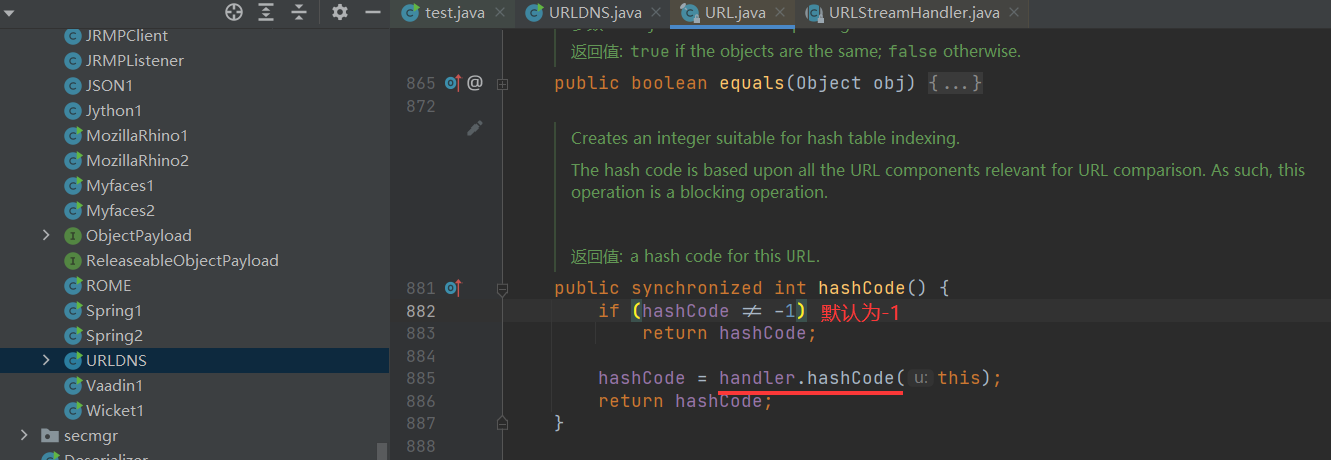 test.java
URLDNS.java
URL.java
URLStreamHandler.java
JRMPClient
JRMPListener
JSON1
Jython1
MozillaRhino1
MozillaRhino2
Myfaces1
Myfaces2
ObjectPayload
ReleaseableObjectPayload
ROME
Spring1
Spring2
URLDNS
Vaadin1
Wicket1
secmgr
Deserializer
返回值: true if the objects are the same; false otherwise.
865 @ public boolean equals(Object obj) {...}
872
Creates an integer suitable for hash table indexing.
The hash code is based upon all the URL components relevant for URL comparison. As such, this
operation is a blocking operation.
返回值: a hash code for this URL.
881 public synchronized int hashCode() {
882 if (hashCode ≠ -1) 默认为-1
883 return hashCode;
884
885 hashCode = handler.hashCode( u: this);
886 return hashCode;
887 }
888